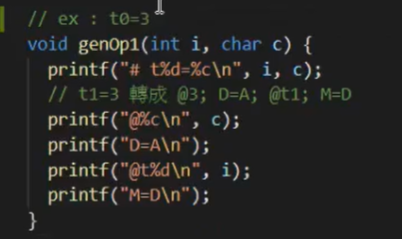 // ex : t0=3
void genOp1(int i, char c) {
printf("# t%d=%c\n", i, c);
// t1=3 轉成 @3; D=A; @t1; M=D
printf("@%c\n", c);
printf("D=A\n");
printf("@t%d\n", i);
printf("M=D\n");
}